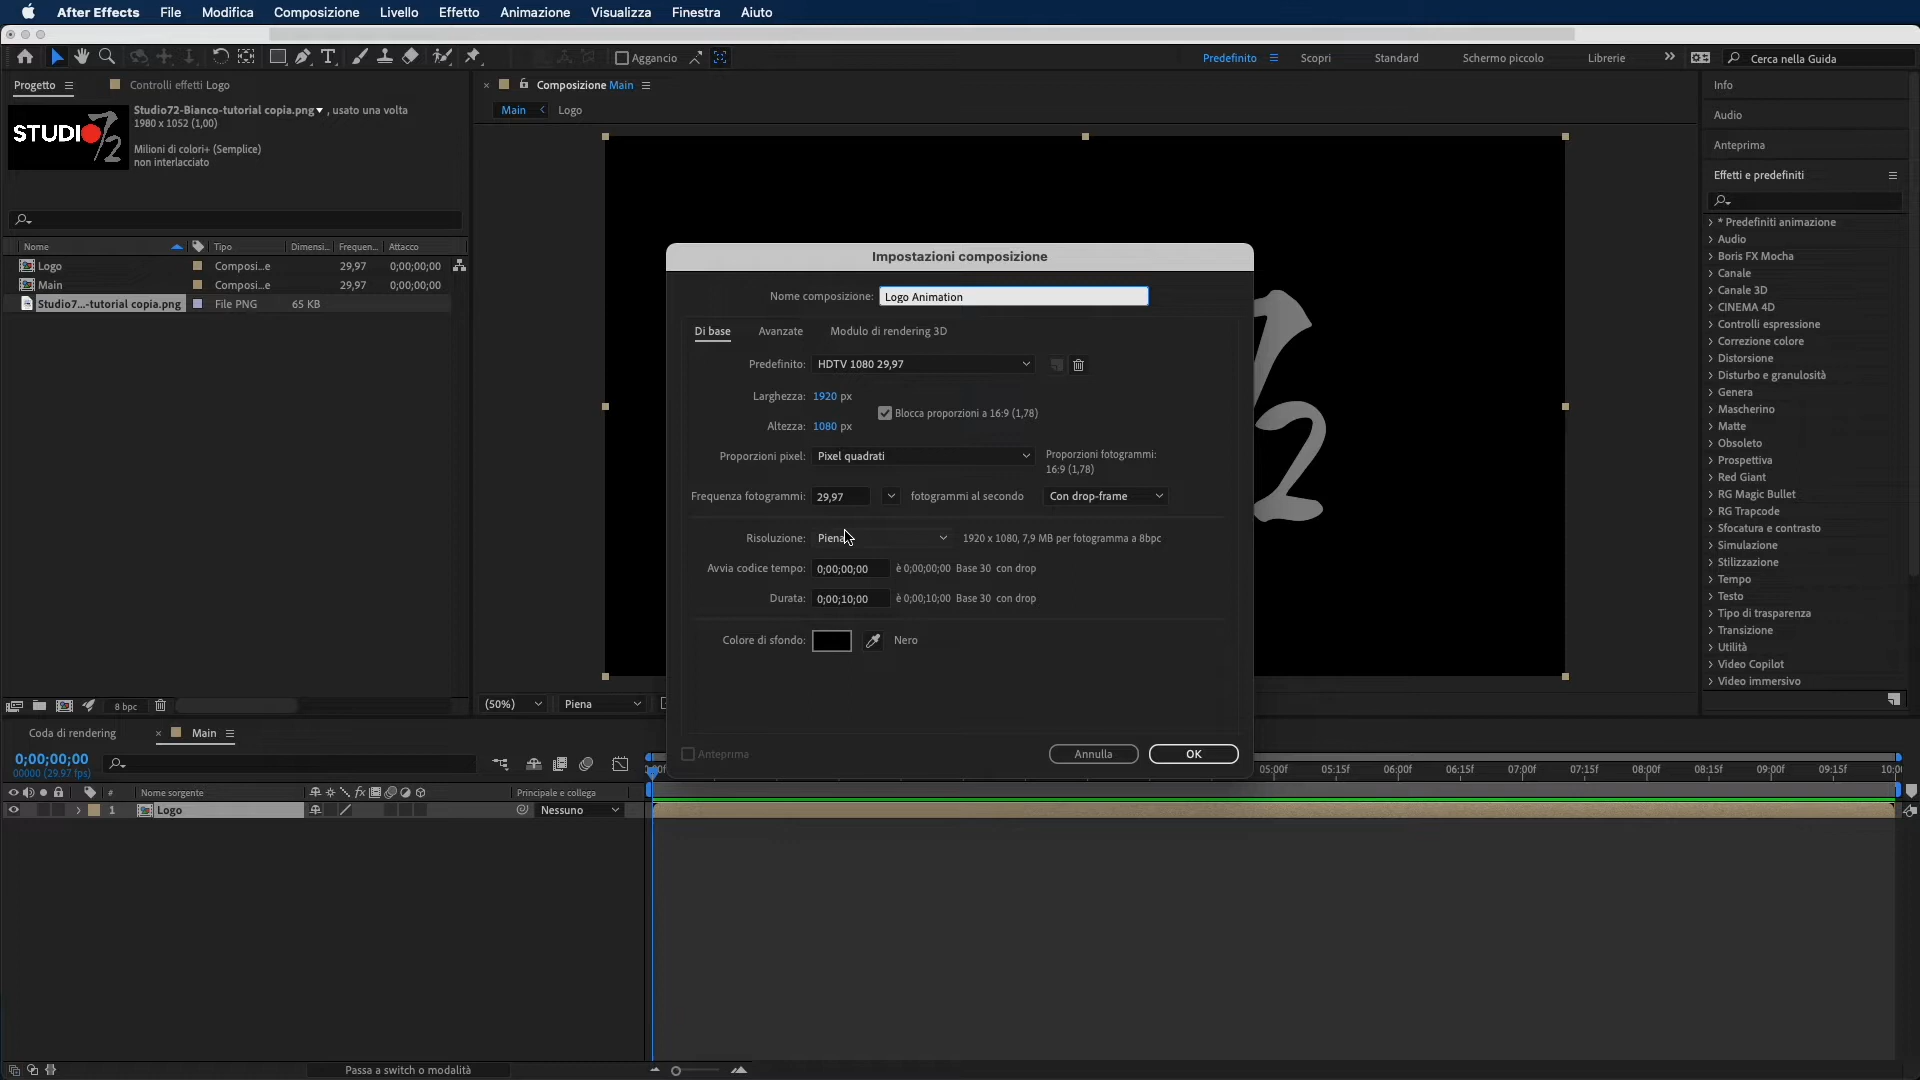 After Effects File Modifica Composizione Livello Effetto Animazione Visualizza Finestra Aiuto
Aggancio
Predefinito Scopri Standard Schermo piccolo Librerie Cerca nella Guida
Progetto Controlli effetti Logo
Composizione Main
Main Logo
STUDIO 7/2
Studio72-Bianco-tutorial copia.png , usato una volta
1980 x 1052 (1,00)
Milioni di colori+ (Semplice)
non interlacciato
Nome Tipo Dimensi... Frequen... Attacco
Logo Composi...e 29,97 0;00;00;00
Main Composi...e 29,97 0;00;00;00
Studio7...-tutorial copia.png File PNG 65 KB
8 bpc
7/2
(50%) Piena
Impostazioni composizione
Nome composizione: Logo Animation
Di base Avanzate Modulo di rendering 3D
Predefinito: HDTV 1080 29,97
Larghezza: 1920 px
Blocca proporzioni a 16:9 (1,78)
Altezza: 1080 px
Proporzioni pixel: Pixel quadrati
Proporzioni fotogrammi:
16:9 (1,78)
Frequenza fotogrammi: 29,97 fotogrammi al secondo Con drop-frame
Risoluzione: Piena 1920 x 1080, 7,9 MB per fotogramma a 8bpc
Avvia codice tempo: 0;00;00;00 è 0;00;00;00 Base 30 con drop
Durata: 0;00;10;00 è 0;00;10;00 Base 30 con drop
Colore di sfondo: Nero
Anteprima Annulla OK
Info
Audio
Anteprima
Effetti e predefiniti
* Predefiniti animazione
Audio
Boris FX Mocha
Canale
Canale 3D
CINEMA 4D
Controlli espressione
Correzione colore
Distorsione
Disturbo e granulosità
Genera
Mascherino
Matte
Obsoleto
Prospettiva
Red Giant
RG Magic Bullet
RG Trapcode
Sfocatura e contrasto
Simulazione
Stilizzazione
Tempo
Testo
Tipo di trasparenza
Transizione
Utilità
Video Copilot
Video immersivo
Coda di rendering Main
0;00;00;00
00000 (29.97 fps)
05:00f 05:15f 06:00f 06:15f 07:00f 07:15f 08:00f 08:15f 09:00f 09:15f 10:0
# Nome sorgente fx Principale e collega
1 Logo Nessuno
Passa a switch o modalità